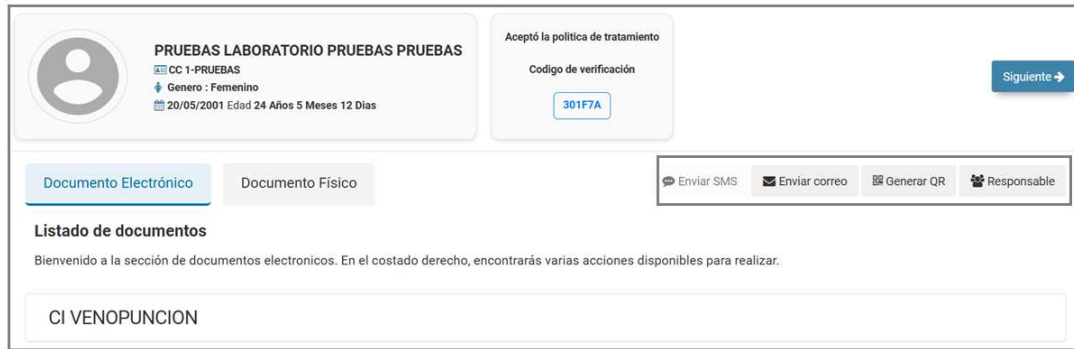 PRUEBAS LABORATORIO PRUEBAS PRUEBAS
CC 1-PRUEBAS
Genero : Femenino
20/05/2001 Edad 24 Años 5 Meses 12 Dias
Aceptó la politica de tratamiento
Codigo de verificación
301F7A
Siguiente
Documento Electrónico
Documento Físico
Enviar SMS
Enviar correo
Generar QR
Responsable
Listado de documentos
Bienvenido a la sección de documentos electronicos. En el costado derecho, encontrarás varias acciones disponibles para realizar.
CI VENOPUNCION